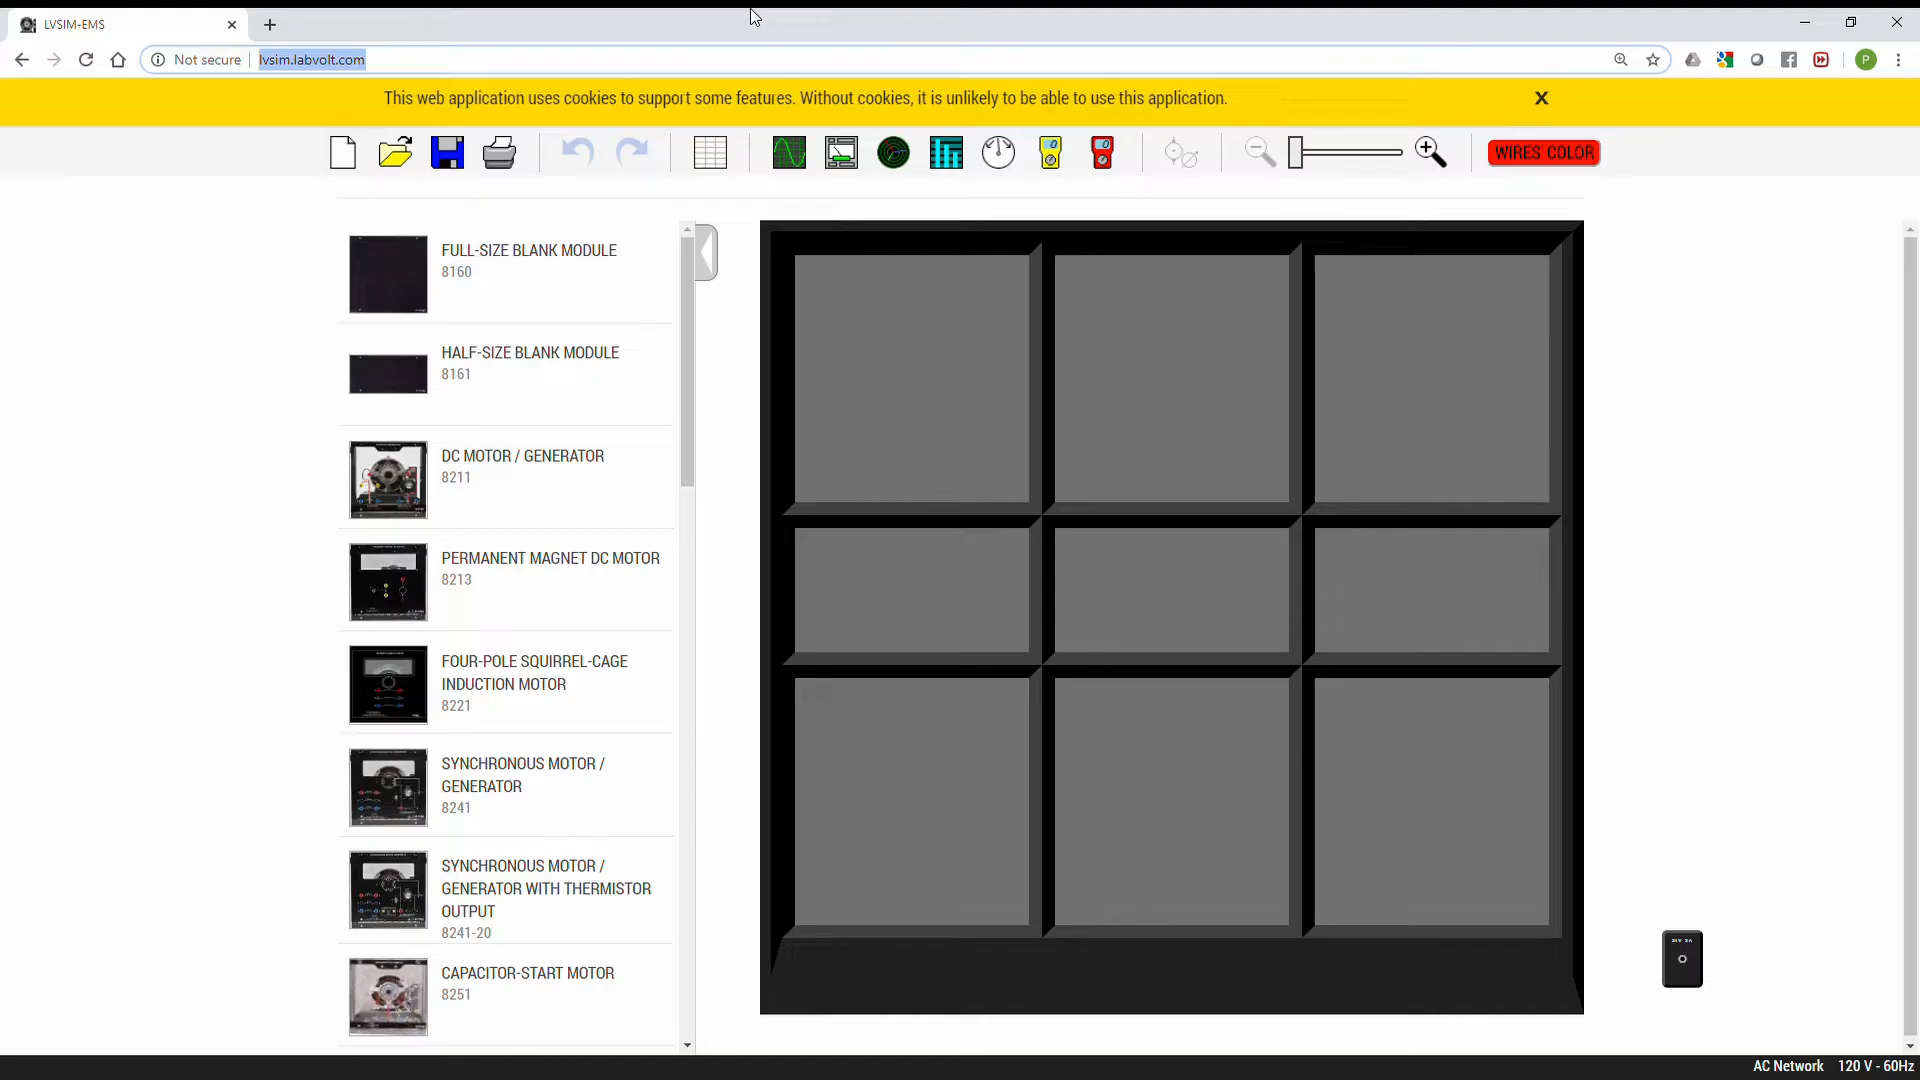 LVSIM-EMS
Not secure
lvsim.labvolt.com
P
This web application uses cookies to support some features. Without cookies, it is unlikely to be able to use this application.
X
WIRES' COLOR
FULL-SIZE BLANK MODULE
8160
HALF-SIZE BLANK MODULE
8161
DC MOTOR / GENERATOR
8211
PERMANENT MAGNET DC MOTOR
8213
FOUR-POLE SQUIRREL-CAGE
INDUCTION MOTOR
8221
SYNCHRONOUS MOTOR /
GENERATOR
8241
SYNCHRONOUS MOTOR /
GENERATOR WITH THERMISTOR
OUTPUT
8241-20
CAPACITOR-START MOTOR
8251
AC Network 120 V - 60Hz